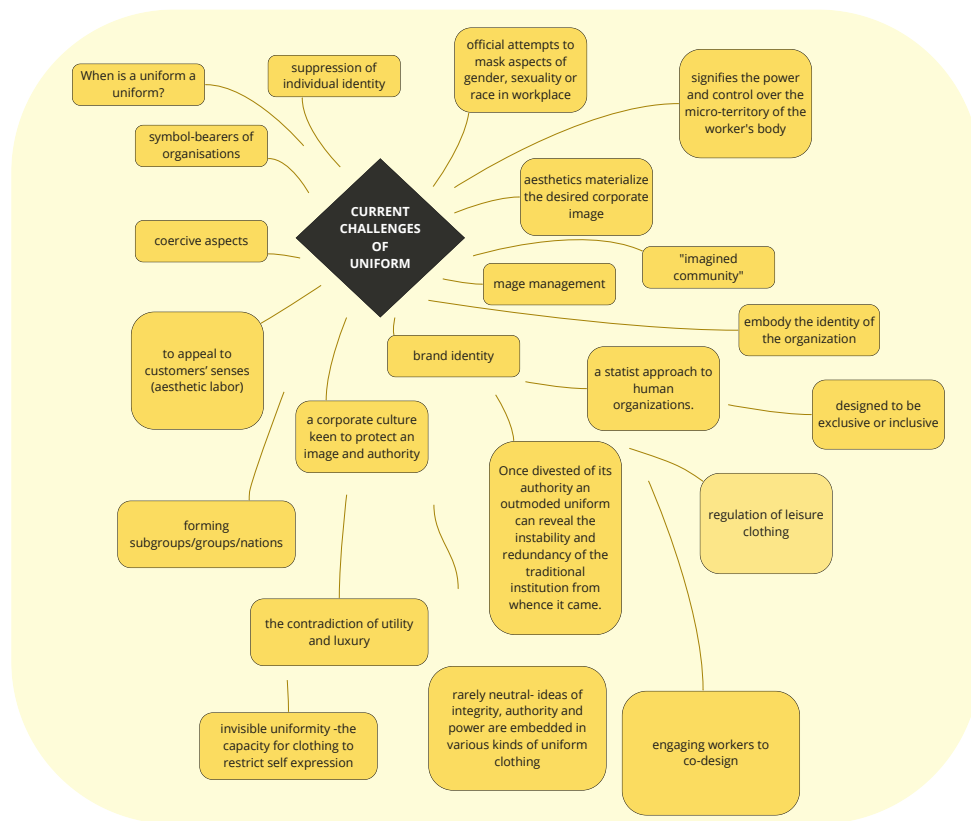 official attempts to
mask aspects of
gender, sexuality or
race in workplace
suppression of
individual identity
When is a uniform a
uniform?
signifies the power
and control over the
micro-territory of the
worker's body
symbol-bearers of
organisations
aesthetics materialize
the desired corporate
image
CURRENT
CHALLENGES
OF
UNIFORM
coercive aspects
"imagined
community"
mage management
embody the identity of
the organization
brand identity
to appeal to
customers’ senses
(aesthetic labor)
a statist approach to
human
organizations.
designed to be
exclusive or inclusive
a corporate culture
keen to protect an
image and authority
Once divested of its
authority an
outmoded uniform
can reveal the
instability and
redundancy of the
traditional
institution from
whence it came.
regulation of leisure
clothing
forming
subgroups/groups/nations
the contradiction of utility
and luxury
rarely neutral- ideas of
integrity, authority and
power are embedded in
various kinds of uniform
clothing
engaging workers to
co-design
invisible uniformity -the
capacity for clothing to
restrict self expression